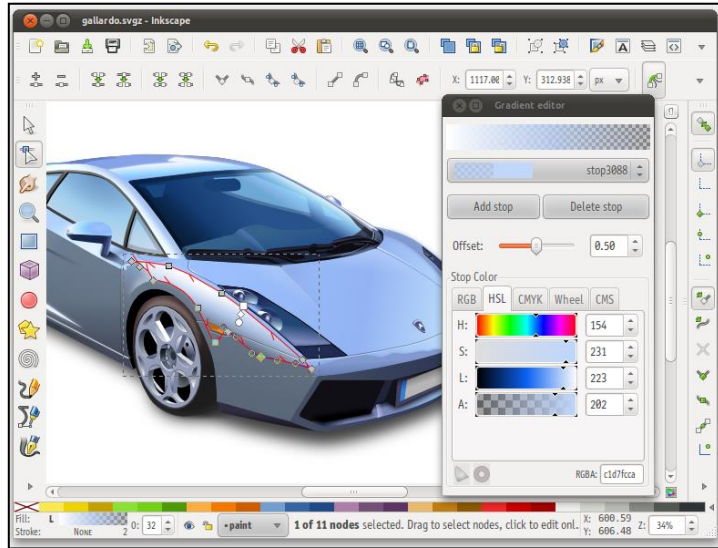 gallardo.svgz - Inkscape
X: 1117.06 Y: 312.938 px
Gradient editor
stop3088
Add stop Delete stop
Offset: 0.50
Stop Color
RGB HSL CMYK Wheel CMS
H: 154
S: 231
L: 223
A: 202
RGBA: c1d7fcca
Fill: L
Stroke: None 2
O: 32
•paint
1 of 11 nodes selected. Drag to select nodes, click to edit onl.
X: 600.59
Y: 606.48
Z: 34%